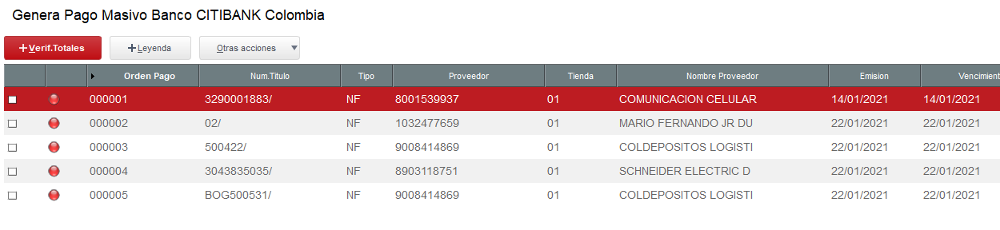 Genera Pago Masivo Banco CITIBANK Colombia
+Verif.Totales +Leyenda Otras acciones
Orden Pago Num.Titulo Tipo Proveedor Tienda Nombre Proveedor Emision Vencimient
000001 3290001883/ NF 8001539937 01 COMUNICACION CELULAR 14/01/2021 14/01/2021
000002 02/ NF 1032477659 01 MARIO FERNANDO JR DU 22/01/2021 22/01/2021
000003 500422/ NF 9008414869 01 COLDEPOSITOS LOGISTI 22/01/2021 22/01/2021
000004 3043835035/ NF 8903118751 01 SCHNEIDER ELECTRIC D 22/01/2021 22/01/2021
000005 BOG500531/ NF 9008414869 01 COLDEPOSITOS LOGISTI 22/01/2021 22/01/2021